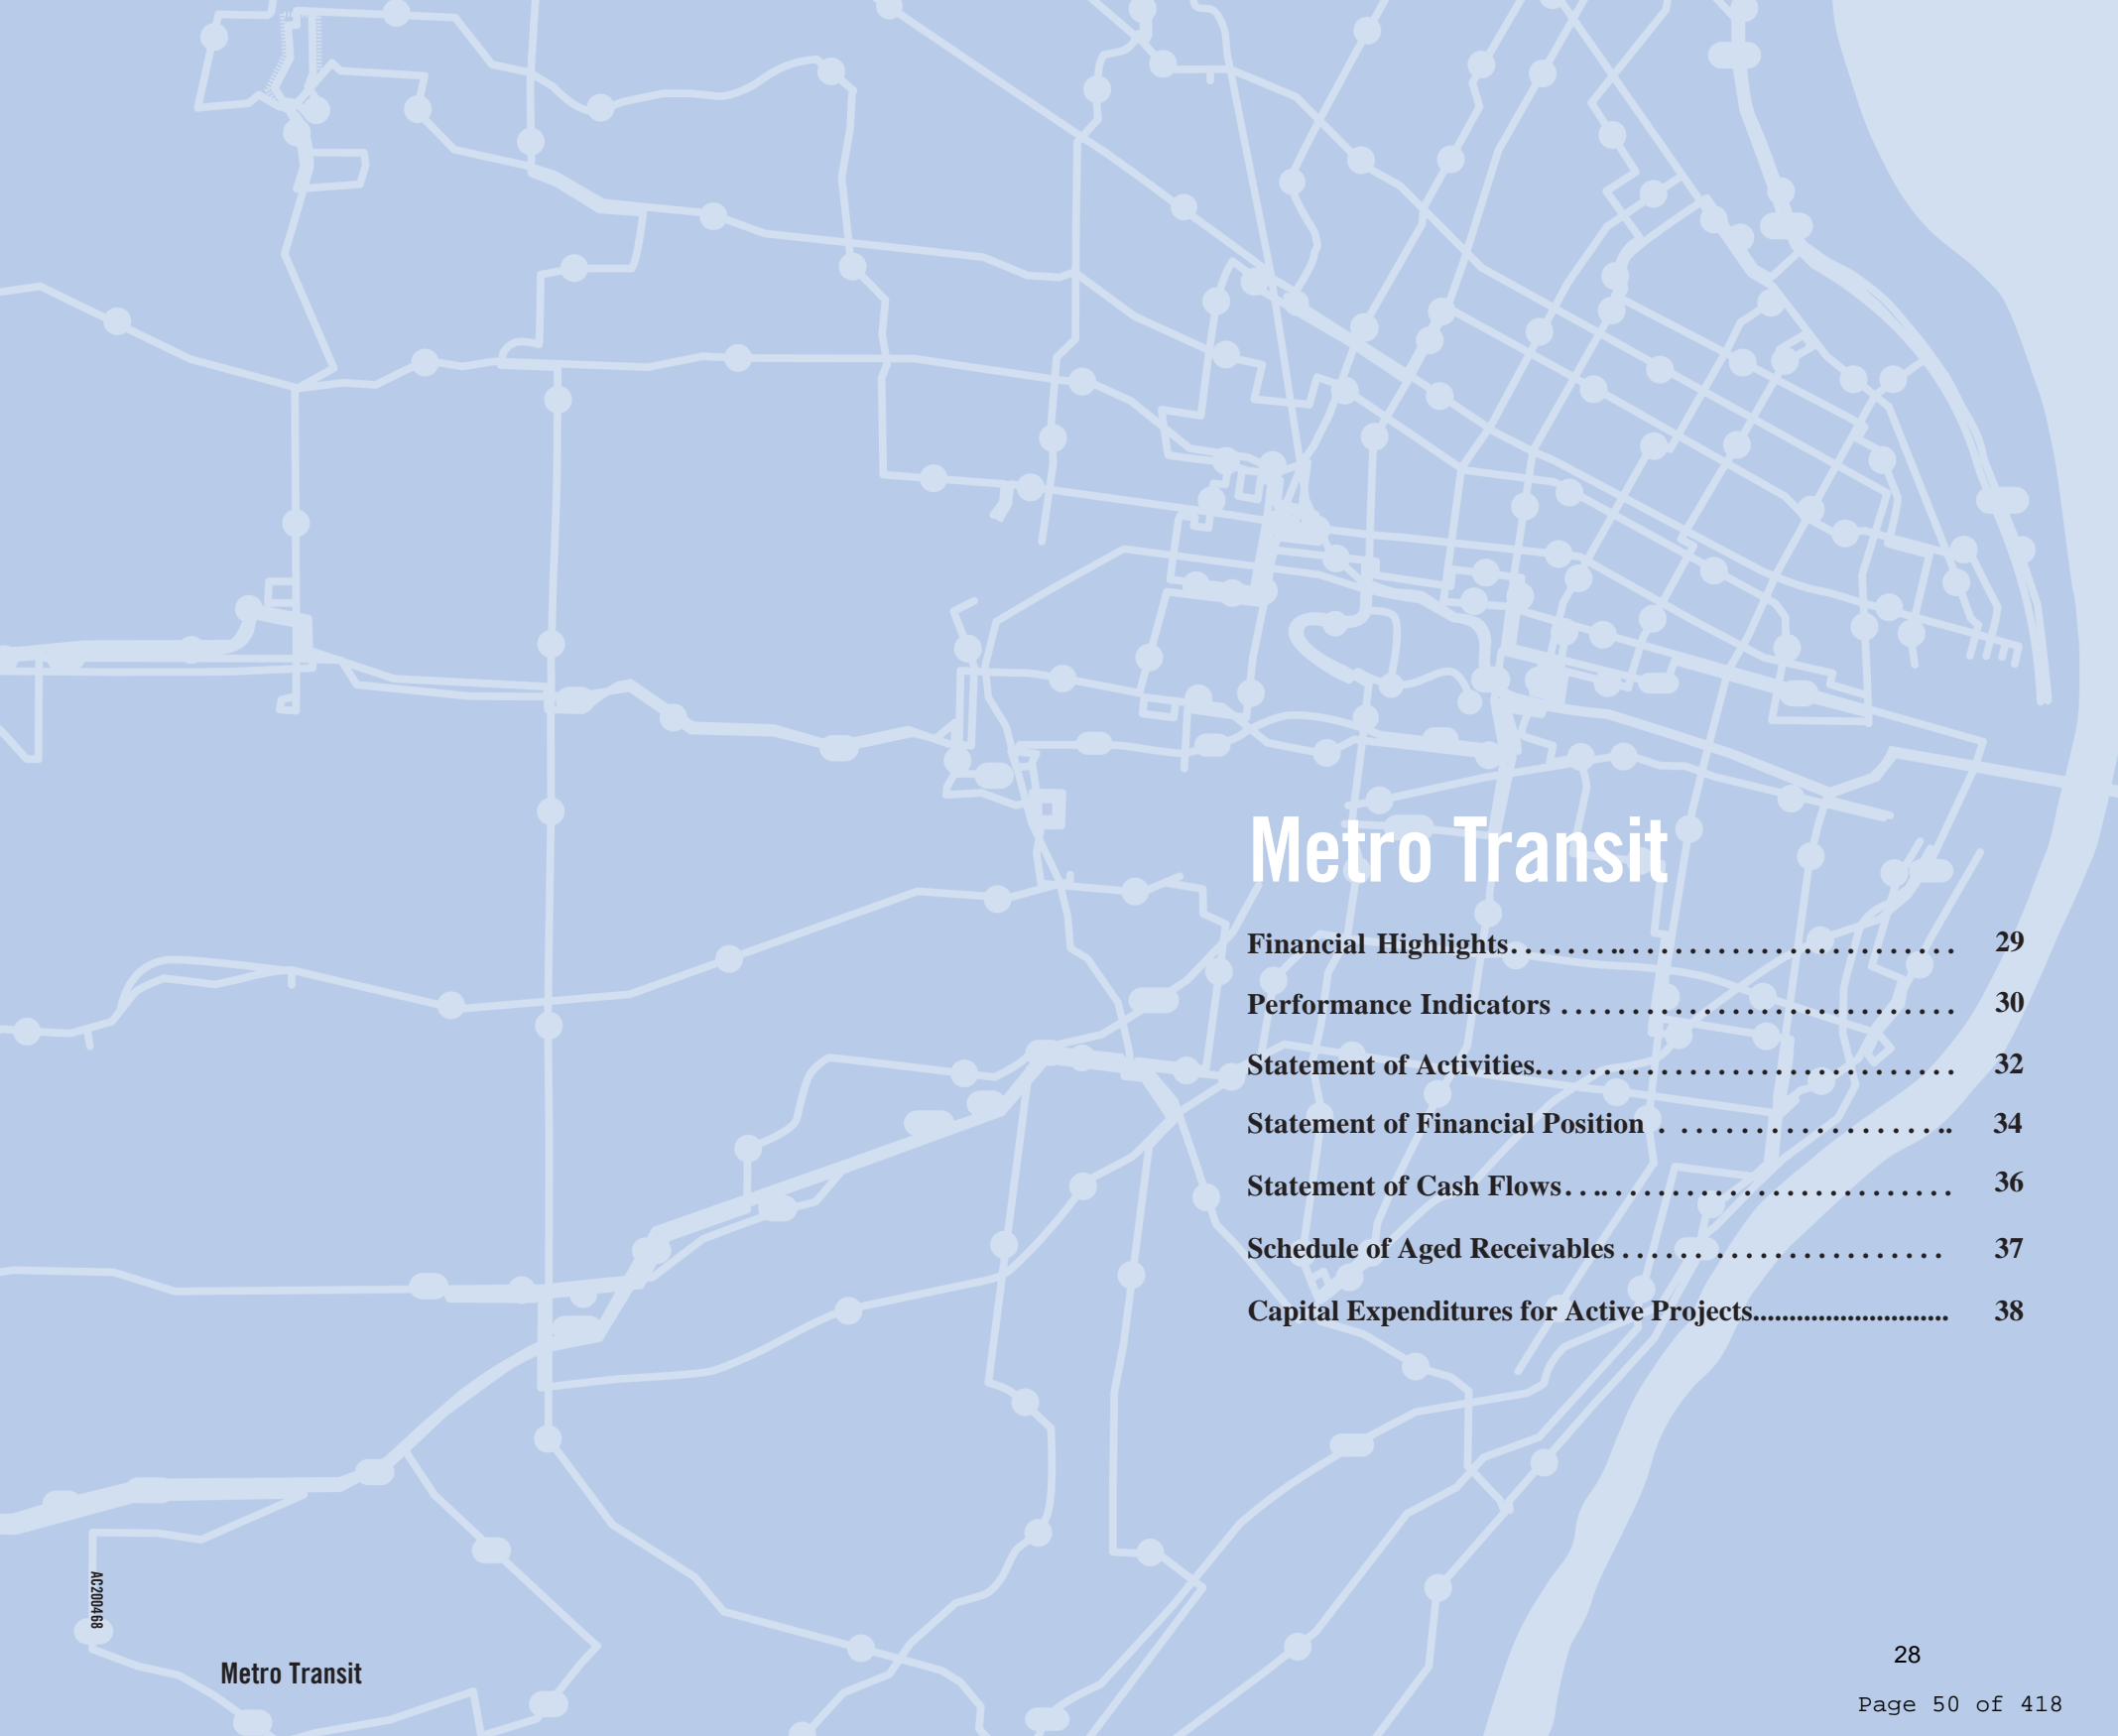 Metro Transit
Financial Highlights. . . . . . . .. . . . . . . . . . . . . . . . . . . . . . . . 29
Performance Indicators . . . . . . . . . . . . . . . . . . . . . . . . . . . . 30
Statement of Activities. . . . . . . . . . . . . . . . . . . . . . . . . . . . . . 32
Statement of Financial Position . . . . . . . . . . . . . . . . . . . .. 34
Statement of Cash Flows . . .. . . . . . . . . . . . . . . . . . . . . . . . . 36
Schedule of Aged Receivables . . . . . . . . . . . . . . . . . . . . . . 37
Capital Expenditures for Active Projects........................... 38
AC200468
Metro Transit
28
Page 50 of 418